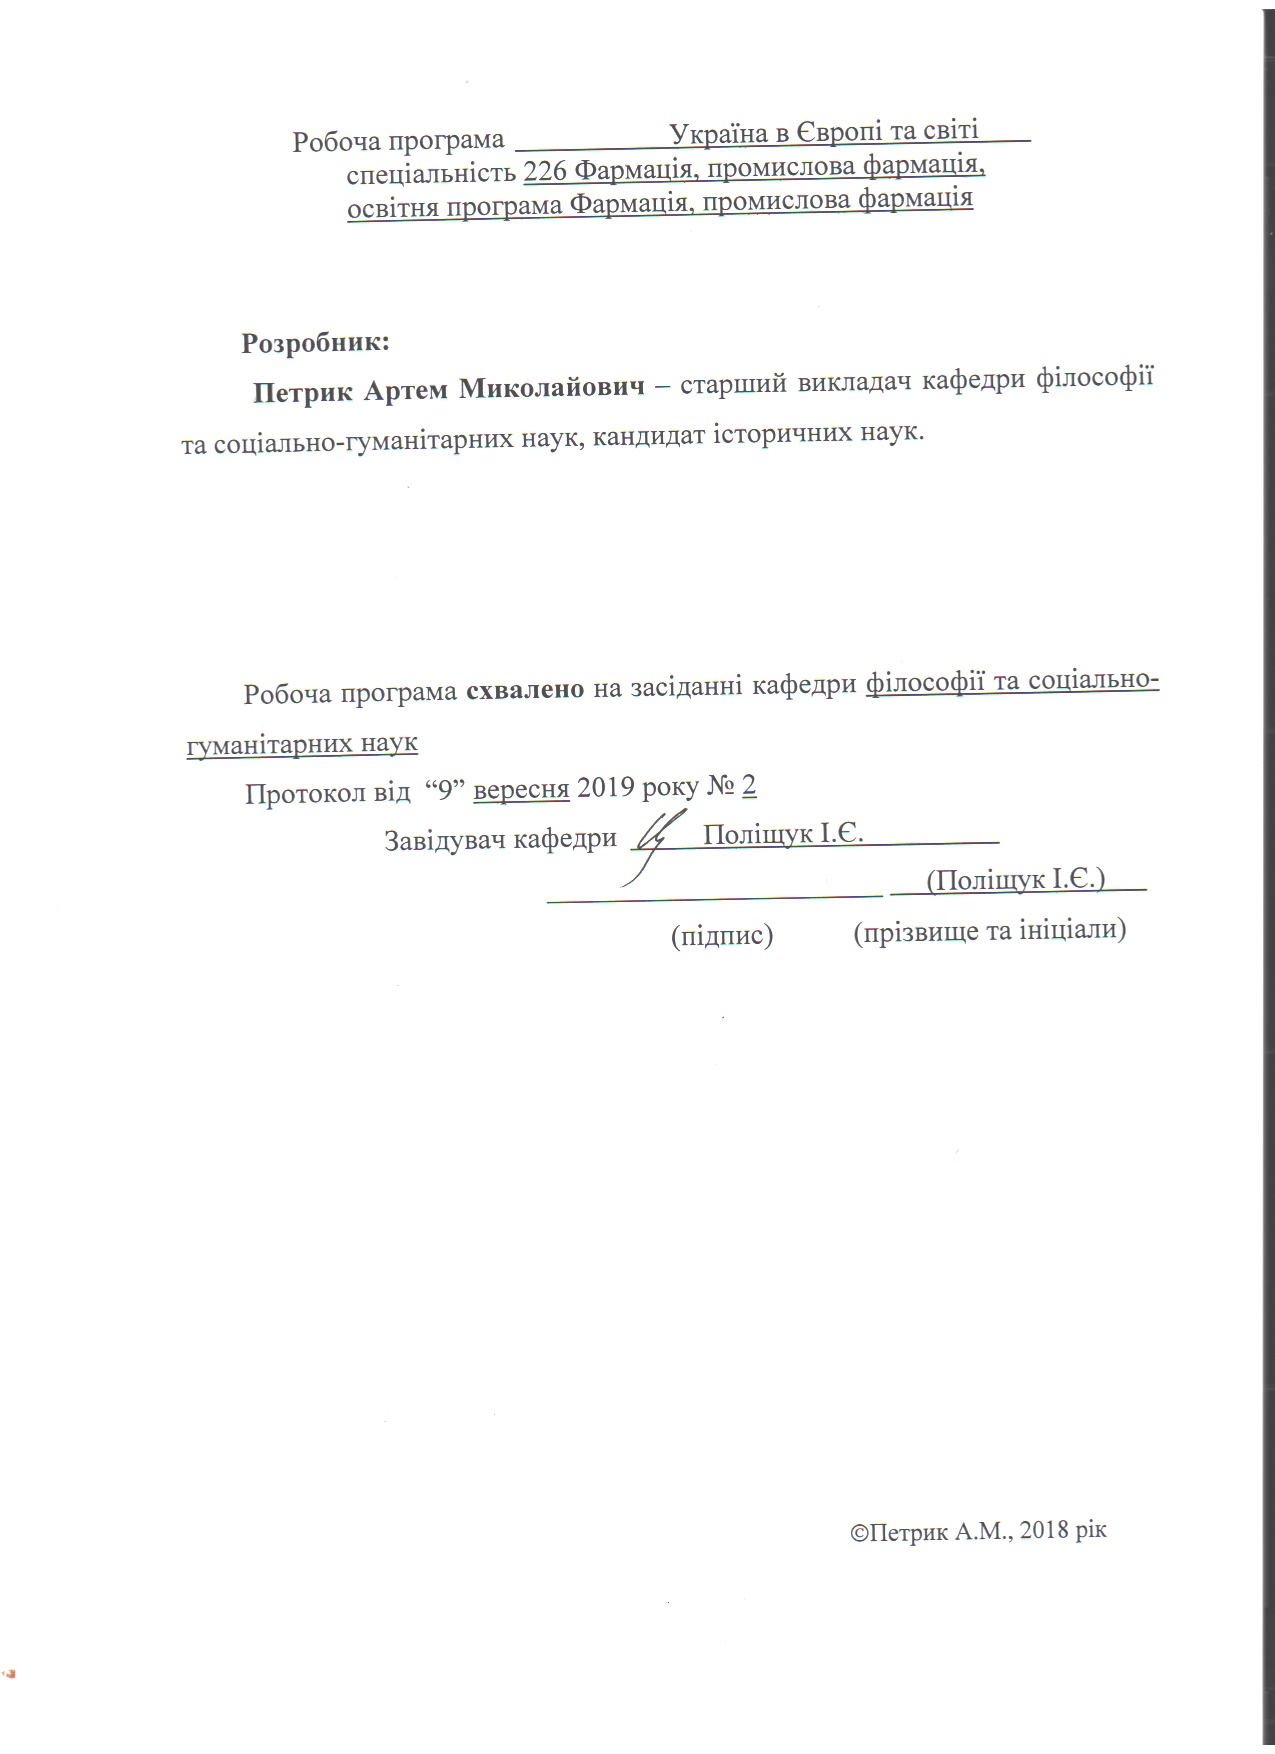 Робоча програма Україна в Європі та світі
спеціальність 226 Фармація, промислова фармація,
освітня програма Фармація, промислова фармація
Розробник:
Петрик Артем Миколайович – старший викладач кафедри філософії
та соціально-гуманітарних наук, кандидат історичних наук.
Робоча програма схвалено на засіданні кафедри філософії та соціально-
гуманітарних наук
Протокол від “9” вересня 2019 року № 2
Завідувач кафедри Поліщук І.Є.
(Поліщук І.Є.)
(підпис) (прізвище та ініціали)
©Петрик А.М., 2018 рік